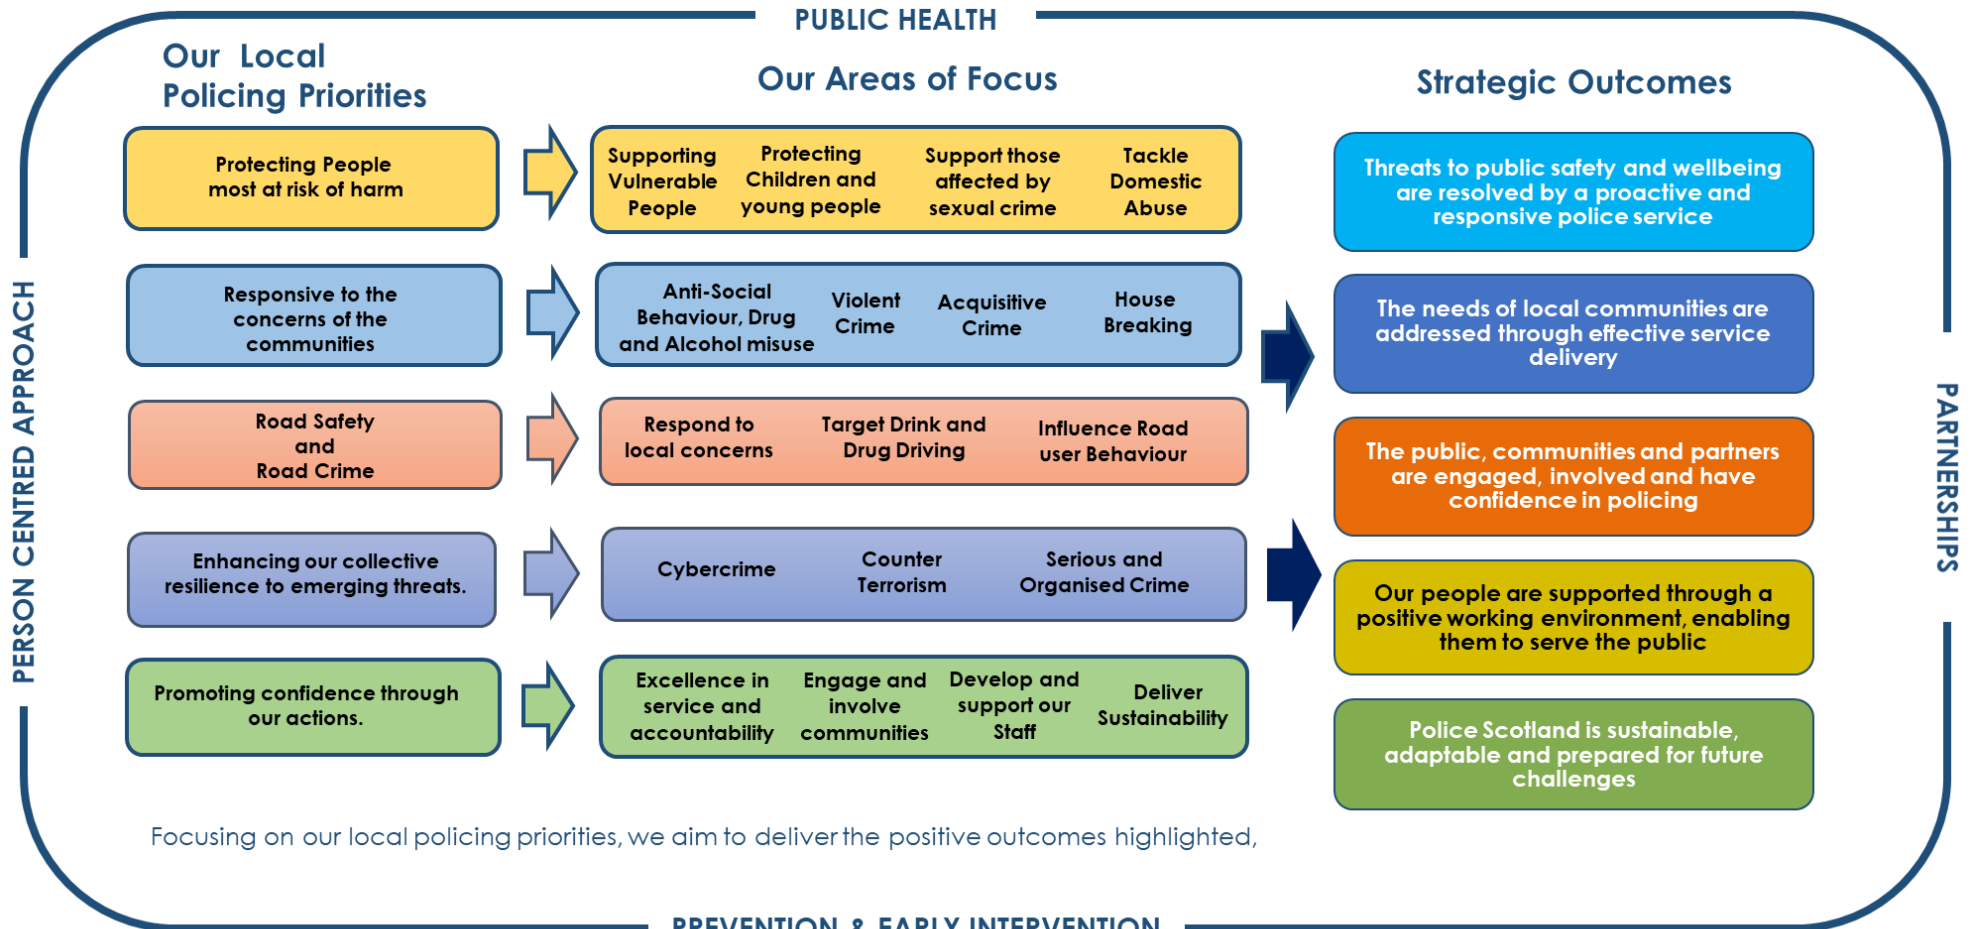 PUBLIC HEALTH
Our Local
Policing Priorities
Our Areas of Focus
Strategic Outcomes
PERSON CENTRED APPROACH
PARTNERSHIPS
Protecting People
most at risk of harm
Supporting
Vulnerable
People
Protecting
Children and
young people
Support those
affected by
sexual crime
Tackle
Domestic
Abuse
Responsive to the
concerns of the
communities
Anti-Social
Behaviour, Drug
and Alcohol misuse
Violent
Crime
Acquisitive
Crime
House
Breaking
Road Safety
and
Road Crime
Respond to
local concerns
Target Drink and
Drug Driving
Influence Road
user Behaviour
Enhancing our collective
resilience to emerging threats.
Cybercrime
Counter
Terrorism
Serious and
Organised Crime
Promoting confidence through
our actions.
Excellence in
service and
accountability
Engage and
involve
communities
Develop and
support our
Staff
Deliver
Sustainability
Threats to public safety and wellbeing
are resolved by a proactive and
responsive police service
The needs of local communities are
addressed through effective service
delivery
The public, communities and partners
are engaged, involved and have
confidence in policing
Our people are supported through a
positive working environment, enabling
them to serve the public
Police Scotland is sustainable,
adaptable and prepared for future
challenges
Focusing on our local policing priorities, we aim to deliver the positive outcomes highlighted,
PREVENTION & EARLY INTERVENTION